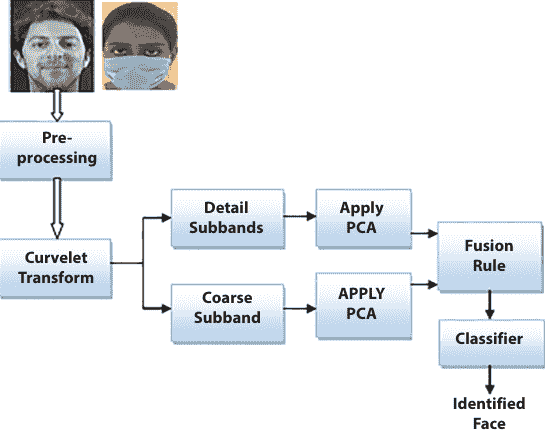 Pre-
processing
Curvelet
Transform
Detail
Subbands
Apply
PCA
Coarse
Subband
APPLY
PCA
Fusion
Rule
Classifier
Identified
Face